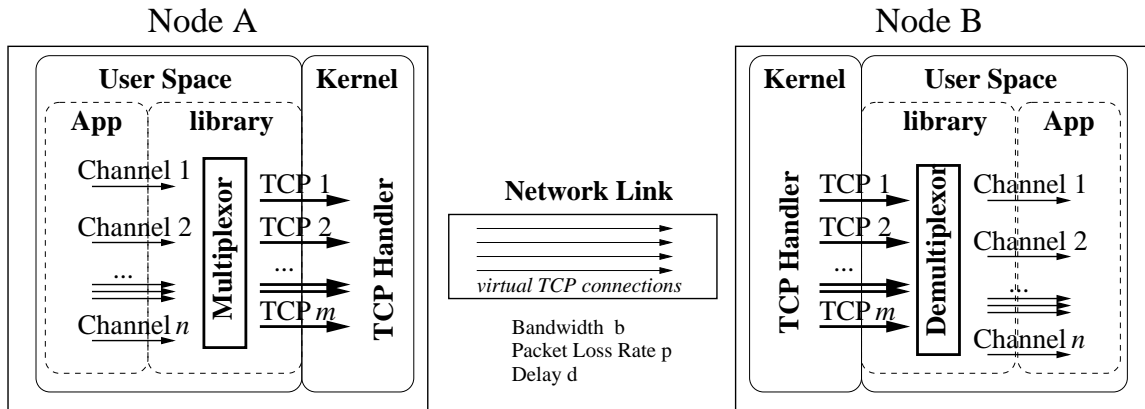 Node A
User Space
Kernel
App
library
Channel 1
Channel 2
...
Channel n
Multiplexor
TCP 1
TCP 2
...
TCP m
TCP Handler
Network Link
virtual TCP connections
Bandwidth b
Packet Loss Rate p
Delay d
Node B
Kernel
User Space
library
App
TCP Handler
TCP 1
TCP 2
...
TCP m
Demultiplexor
Channel 1
Channel 2
...
Channel n